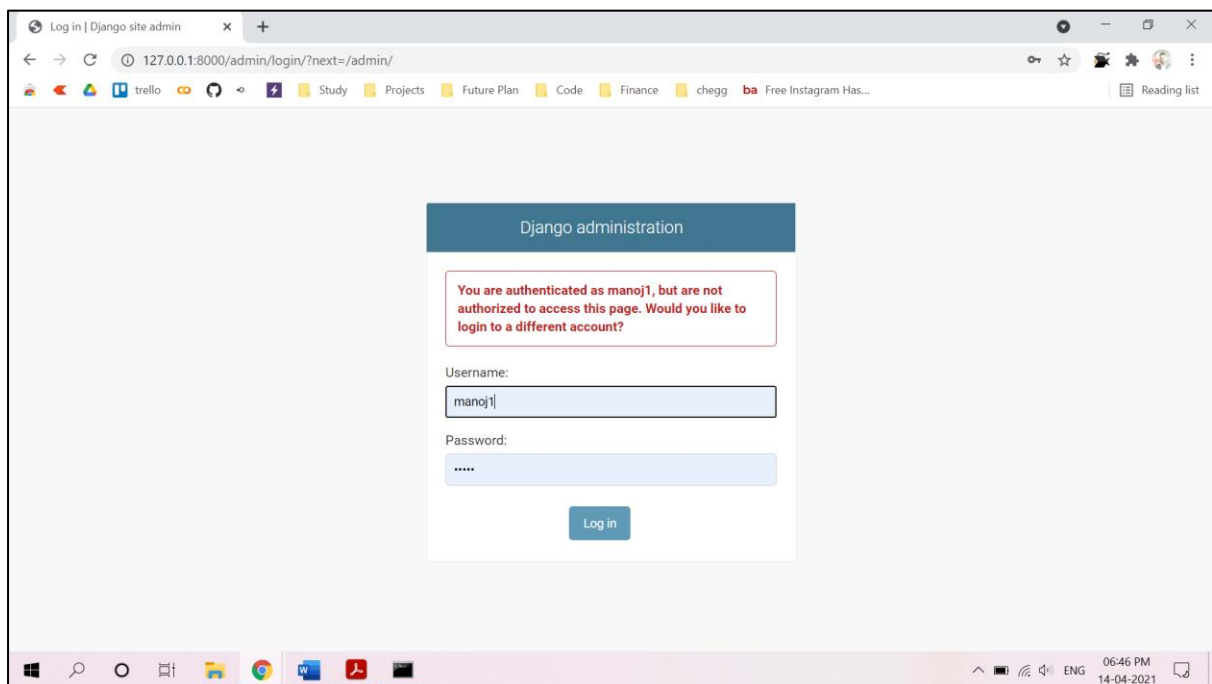 Log in | Django site admin
127.0.0.1:8000/admin/login/?next=/admin/
trello Study Projects Future Plan Code Finance chegg ba Free Instagram Has... Reading list
Django administration
You are authenticated as manoj1, but are not
authorized to access this page. Would you like to
login to a different account?
Username:
manoj1
Password:
•••••
Log in
ENG 06:46 PM
14-04-2021